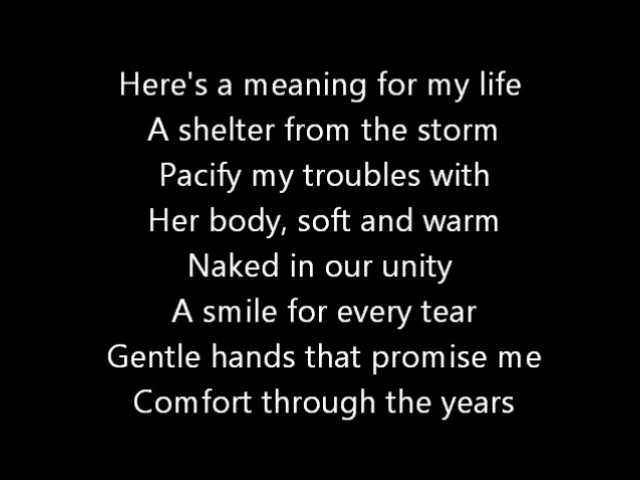 Here's a meaning for my life
A shelter from the storm
Pacify my troubles with
Her body, soft and warm
Naked in our unity
A smile for every tear
Gentle hands that promise me
Comfort through the years